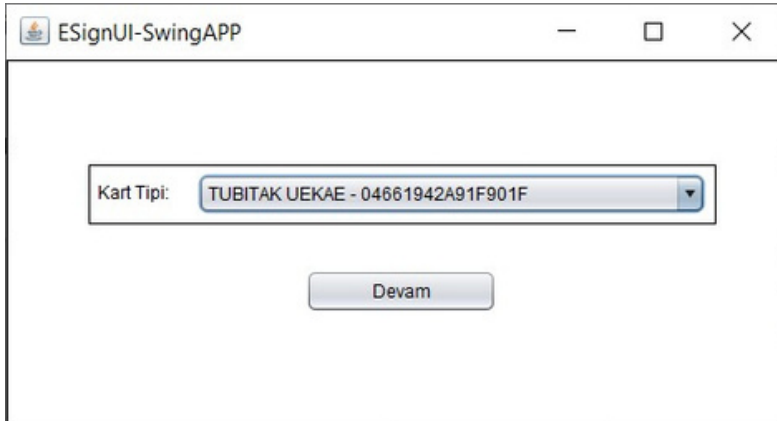 ESignUI-SwingAPP
Kart Tipi: TUBITAK UEKAE - 04661942A91F901F
Devam